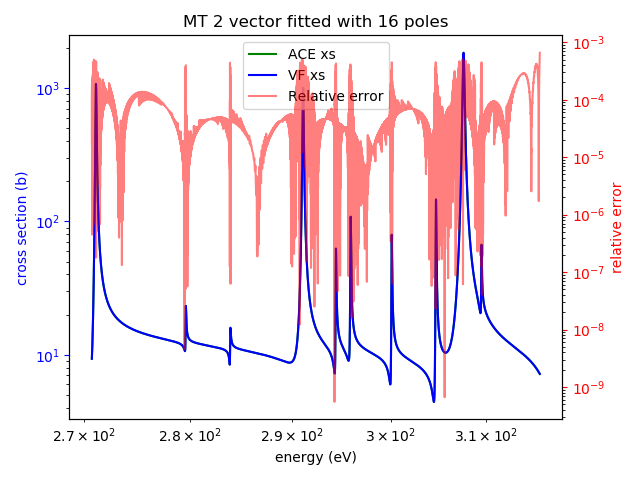 MT 2 vector fitted with 16 poles
ACE xs
VF xs
Relative error
cross section (b)
10³
10²
10¹
relative error
10⁻³
10⁻⁴
10⁻⁵
10⁻⁶
10⁻⁷
10⁻⁸
10⁻⁹
2.7 × 10² 2.8 × 10² 2.9 × 10² 3 × 10² 3.1 × 10²
energy (eV)